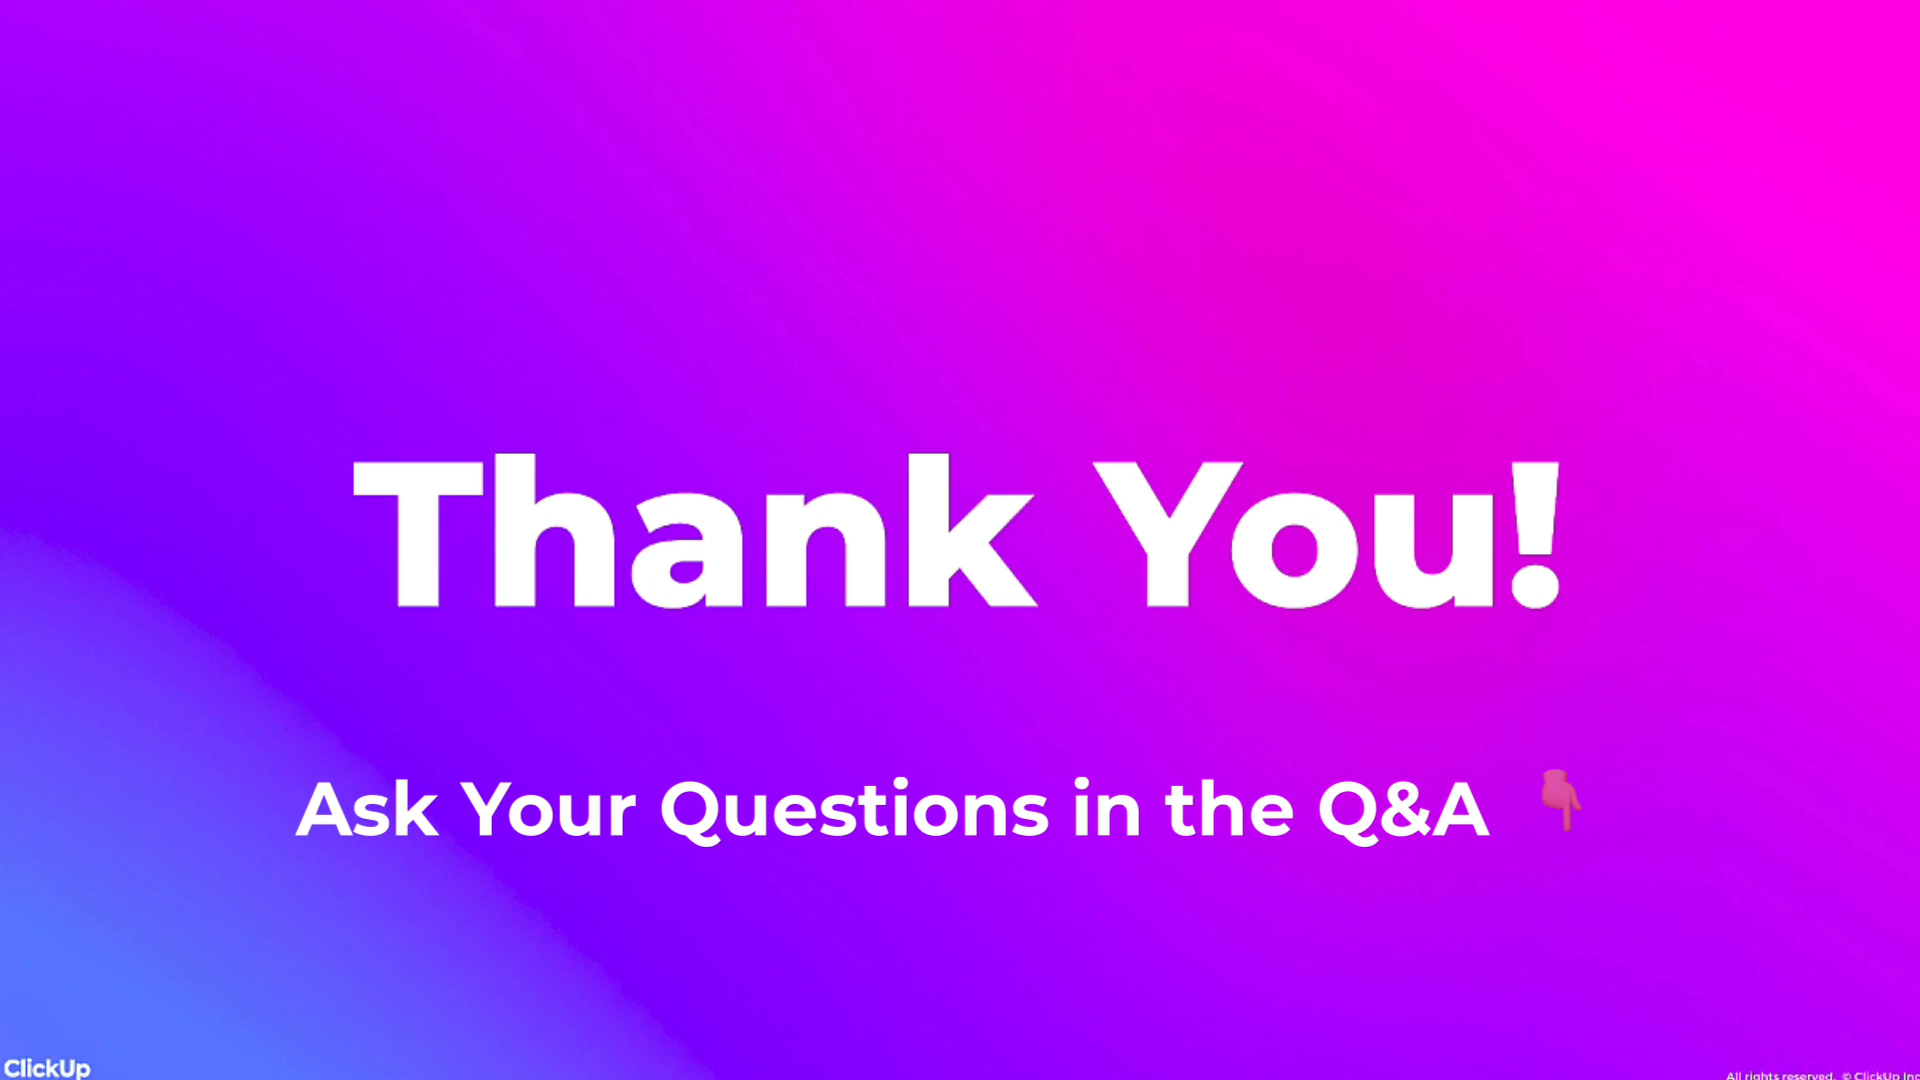 Thank You!
Ask Your Questions in the Q&A 👇
ClickUp
All rights reserved. © ClickUp Inc